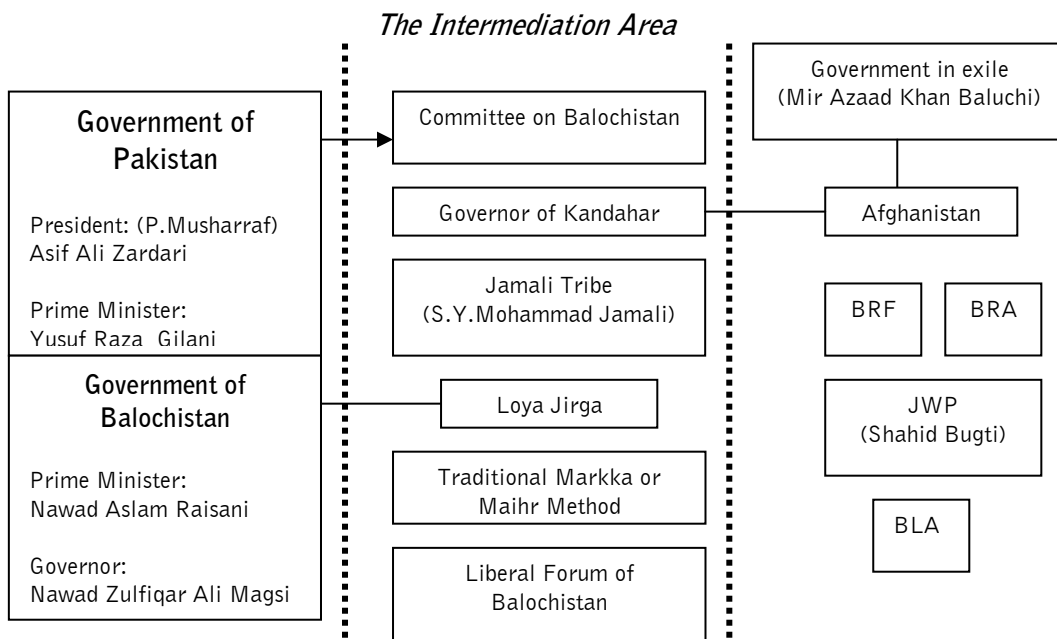 The Intermediation Area
Government of
Pakistan
President: (P.Musharraf)
Asif Ali Zardari
Prime Minister:
Yusuf Raza Gilani
Government of
Balochistan
Prime Minister:
Nawad Aslam Raisani
Governor:
Nawad Zulfiqar Ali Magsi
Committee on Balochistan
Governor of Kandahar
Jamali Tribe
(S.Y.Mohammad Jamali)
Loya Jirga
Traditional Markka or
Maihr Method
Liberal Forum of
Balochistan
Government in exile
(Mir Azaad Khan Baluchi)
Afghanistan
BRF
BRA
JWP
(Shahid Bugti)
BLA